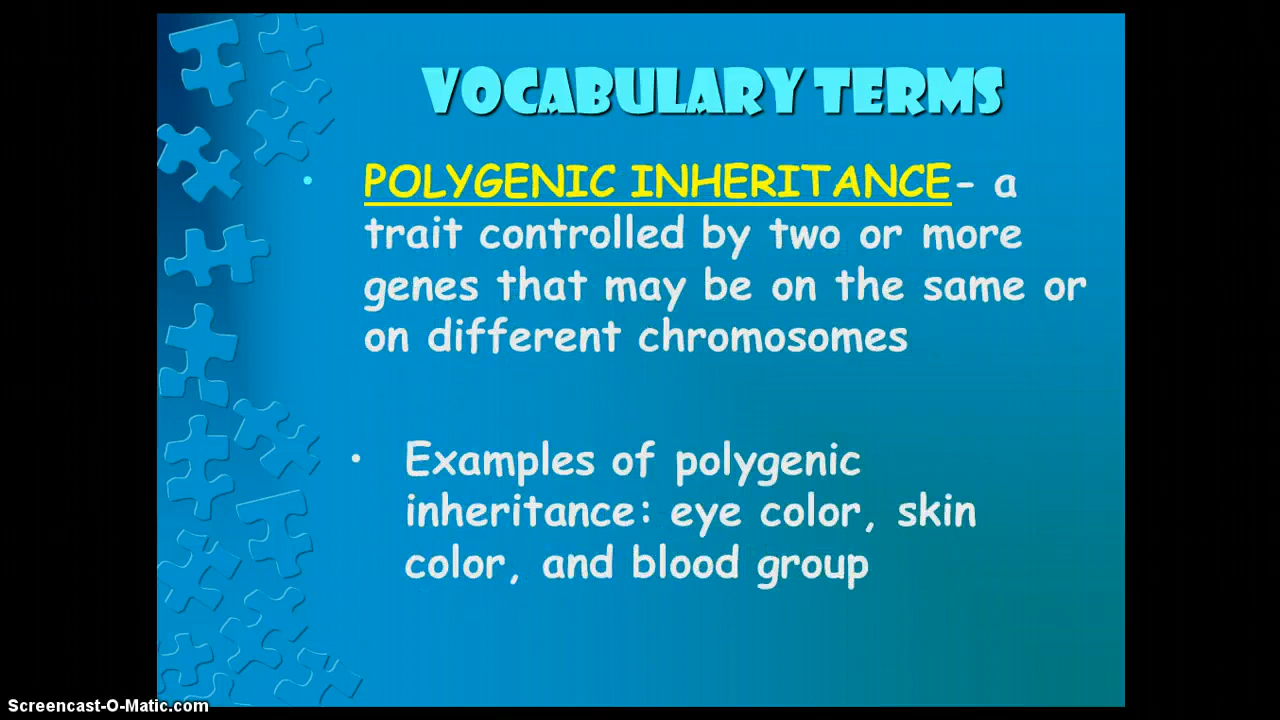 VOCABULARY TERMS
• POLYGENIC INHERITANCE- a
trait controlled by two or more
genes that may be on the same or
on different chromosomes
• Examples of polygenic
inheritance: eye color, skin
color, and blood group
Screencast-O-Matic.com